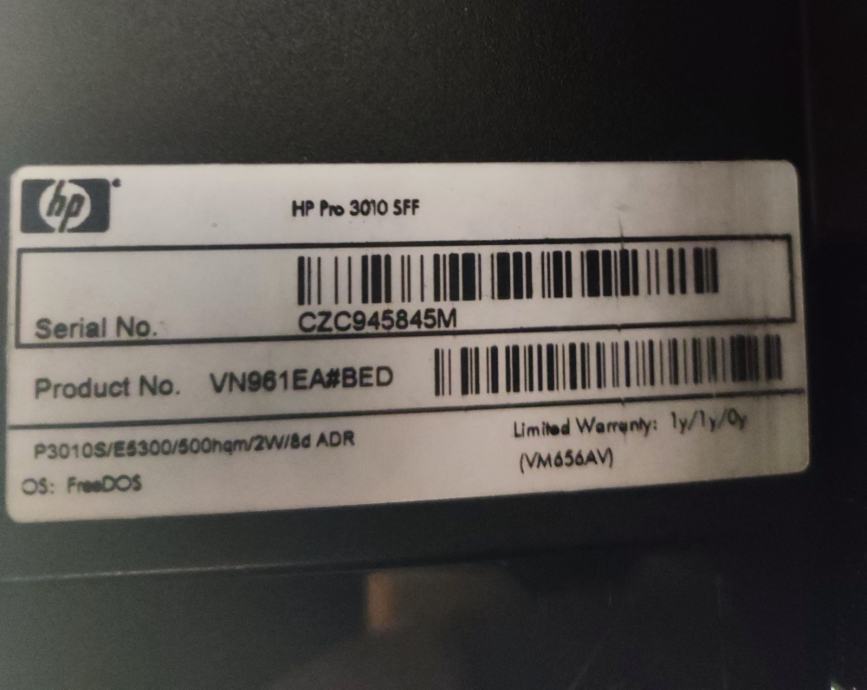 hp
HP Pro 3010 SFF
Serial No. CZC945845M
Product No. VN961EA#BED
P3010S/E5300/500hqm/2W/8d ADR
Limited Warranty: 1y/1y/0y
OS: FreeDOS
(VM656AV)